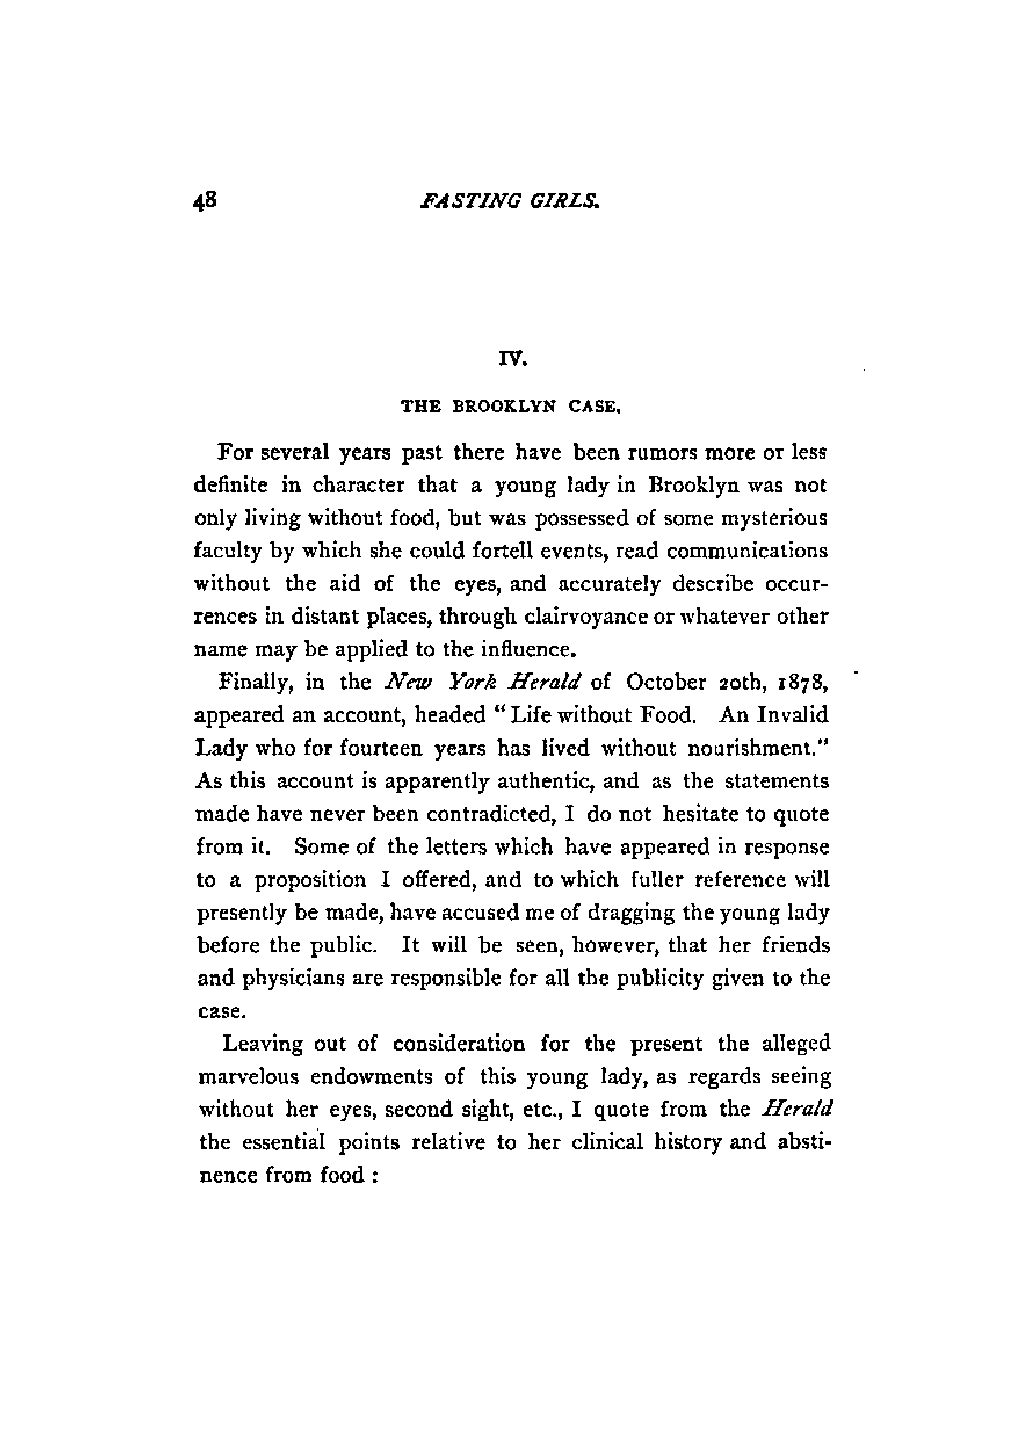 48 FASTING GIRLS.
IV.
THE BROOKLYN CASE,
For several years past there have been rumors more or less
definite in character that a young lady in Brooklyn was not
only living without food, but was possessed of some mysterious
faculty by which she could fortell events, read communications
without the aid of the eyes, and accurately describe occur-
rences in distant places, through clairvoyance or whatever other
name may be applied to the influence.
Finally, in the New York Herald of October 20th, 1878,
appeared an account, headed “Life without Food. An Invalid
Lady who for fourteen years has lived without nourishment."
As this account is apparently authentic, and as the statements
made have never been contradicted, I do not hesitate to quote
from it. Some of the letters which have appeared in response
to a proposition I offered, and to which fuller reference will
presently be made, have accused me of dragging the young lady
before the public. It will be seen, however, that her friends
and physicians are responsible for all the publicity given to the
case.
Leaving out of consideration for the present the alleged
marvelous endowments of this young lady, as regards seeing
without her eyes, second sight, etc., I quote from the Herald
the essential points relative to her clinical history and absti-
nence from food :